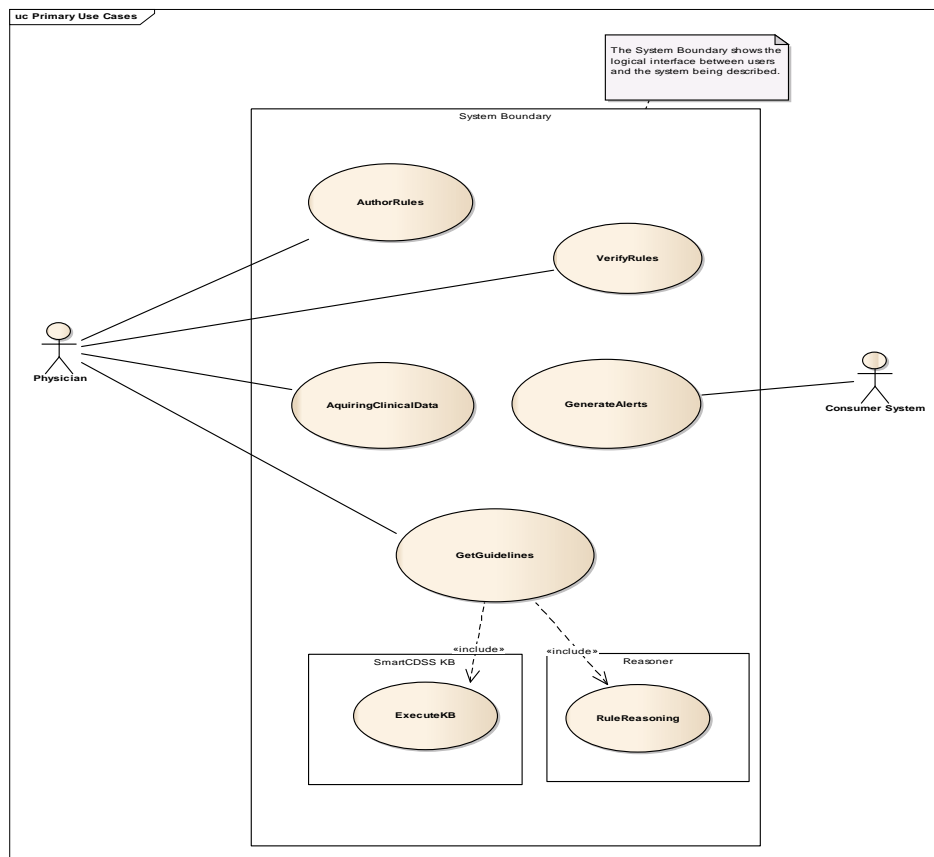 uc Primary Use Cases
The System Boundary shows the
logical interface between users
and the system being described.
System Boundary
AuthorRules
VerifyRules
Physician
AquiringClinicalData
GenerateAlerts
Consumer System
GetGuidelines
«include»
«include»
SmartCDSS KB
Reasoner
ExecuteKB
RuleReasoning